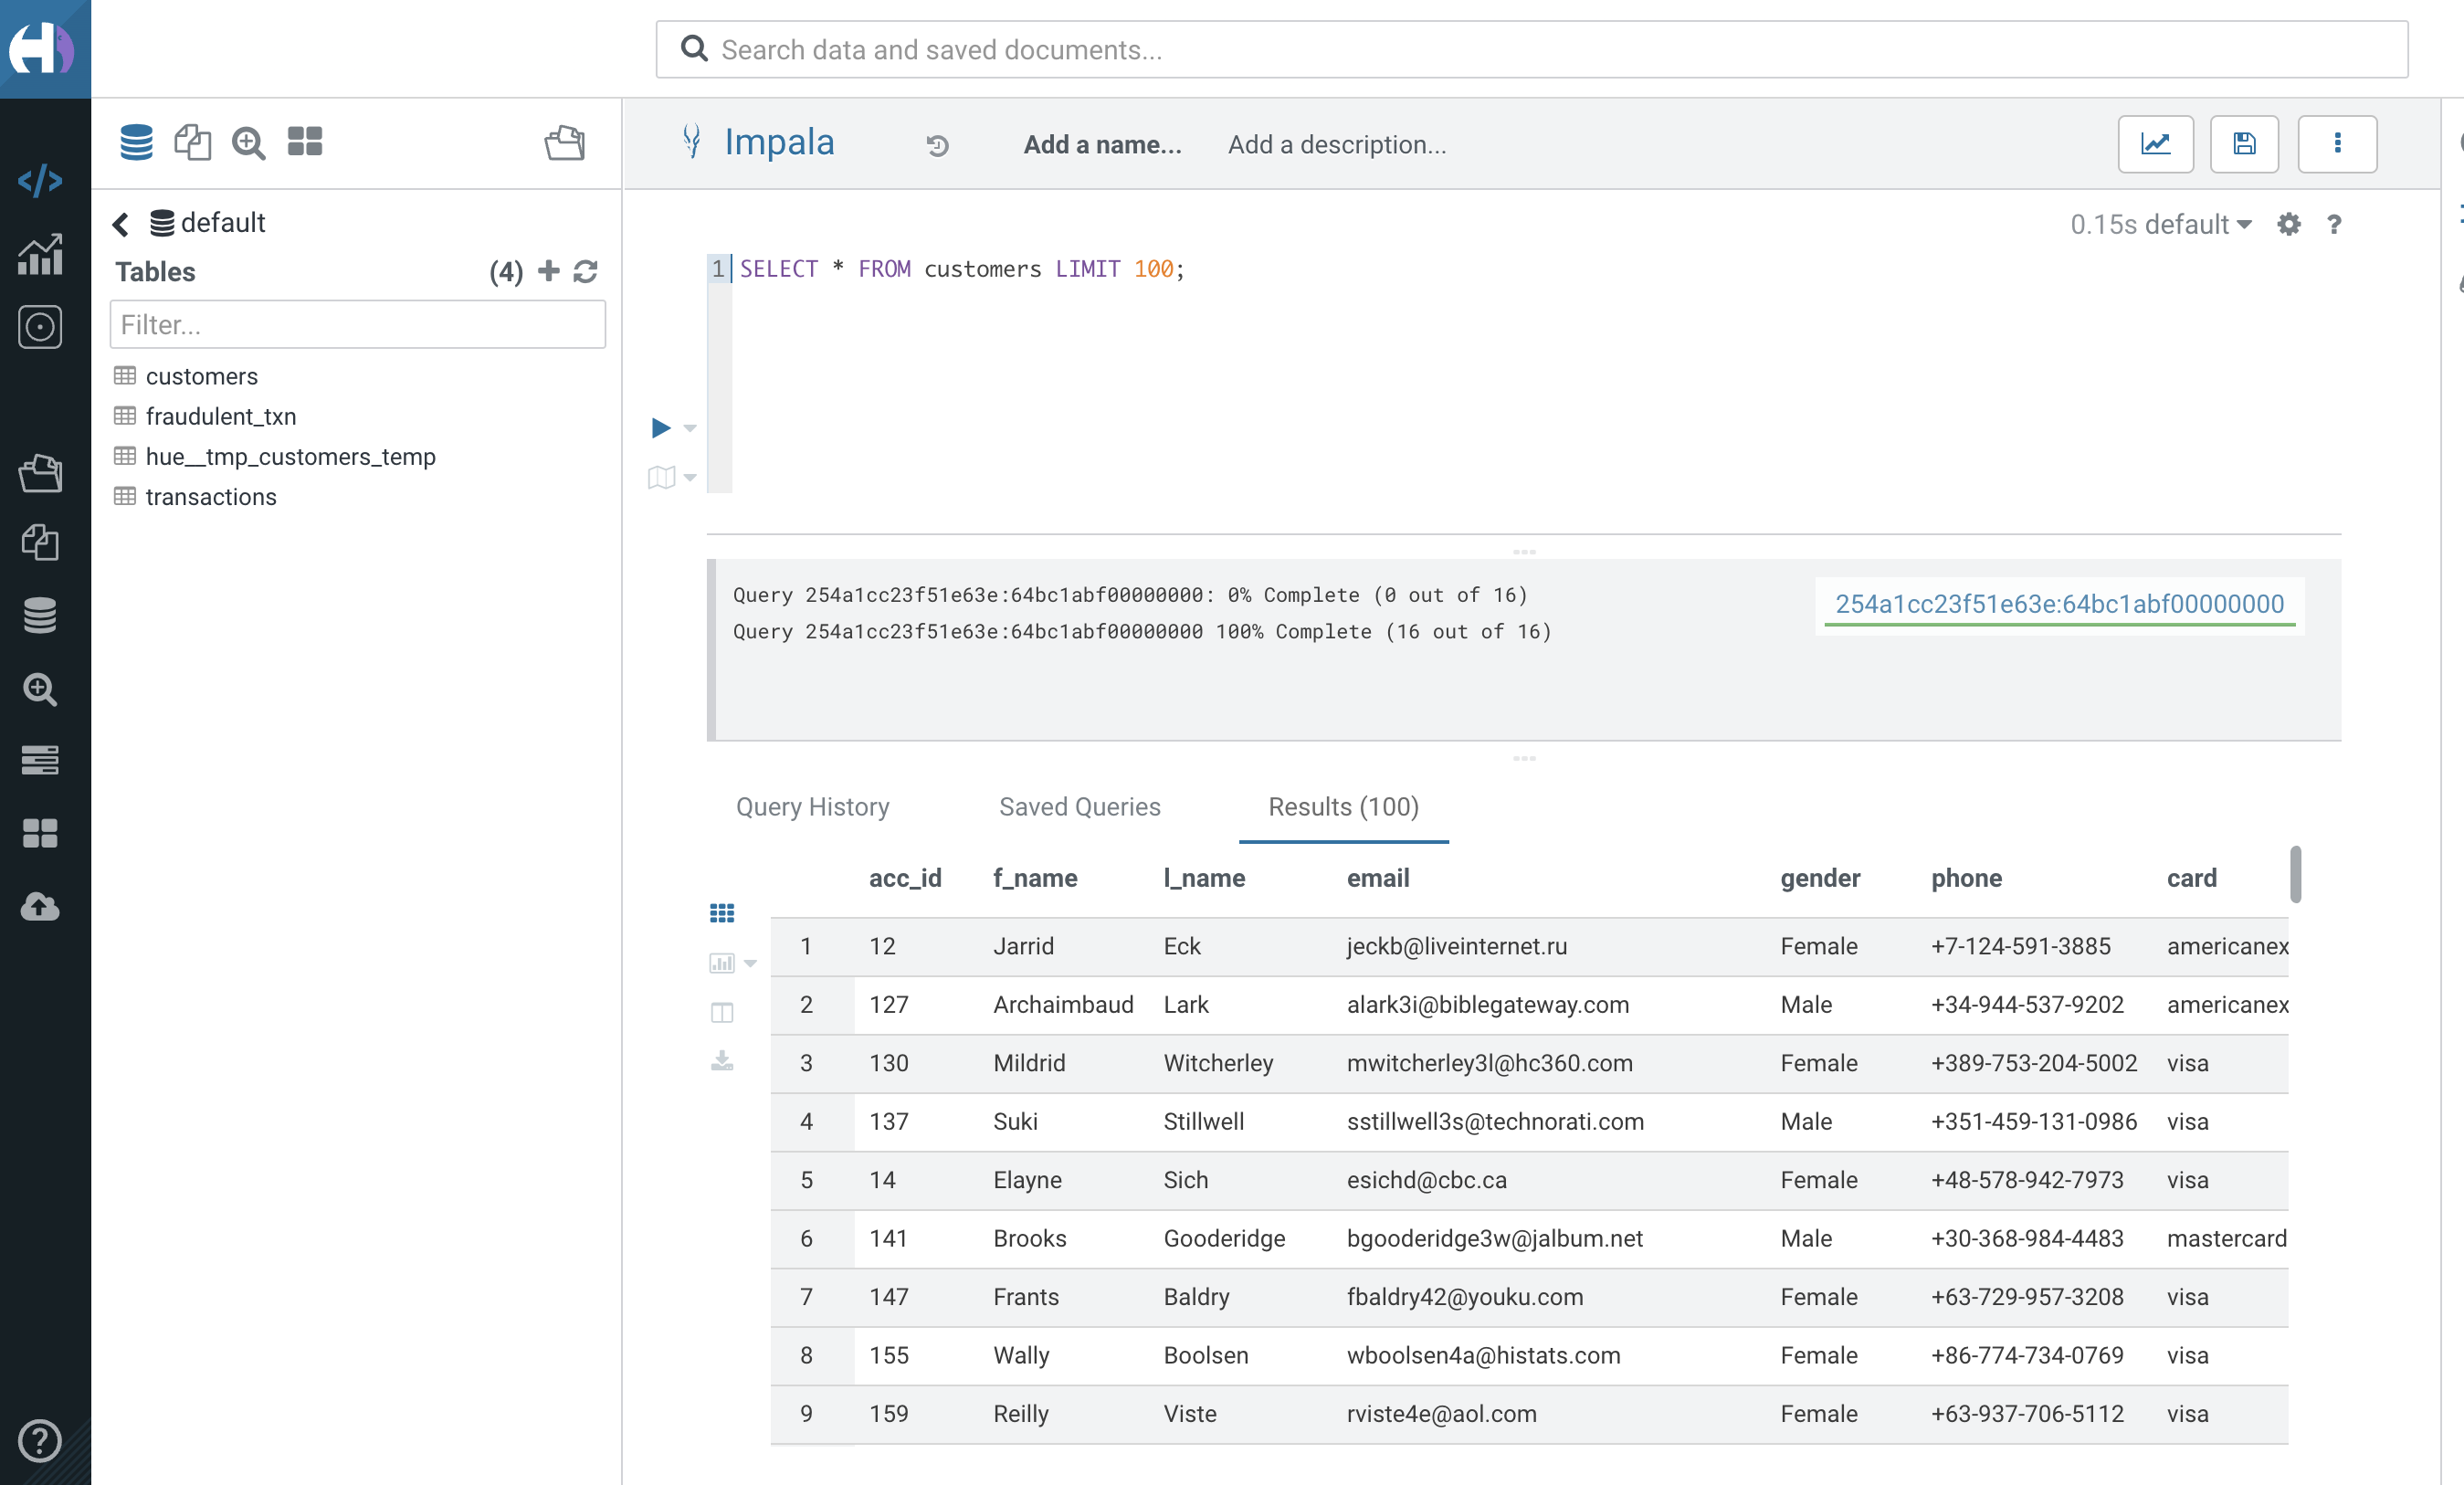 Search data and saved documents...
Impala
Add a name...
Add a description...
default
0.15s default
?
Tables (4)
Filter...
customers
fraudulent_txn
hue__tmp_customers_temp
transactions
1 SELECT * FROM customers LIMIT 100;
Query 254a1cc23f51e63e:64bc1abf00000000: 0% Complete (0 out of 16)
Query 254a1cc23f51e63e:64bc1abf00000000 100% Complete (16 out of 16)
254a1cc23f51e63e:64bc1abf00000000
Query History Saved Queries Results (100)
acc_id f_name l_name email gender phone card
1 12 Jarrid Eck jeckb@liveinternet.ru Female +7-124-591-3885 americanex
2 127 Archaimbaud Lark alark3i@biblegateway.com Male +34-944-537-9202 americanex
3 130 Mildrid Witcherley mwitcherley3l@hc360.com Female +389-753-204-5002 visa
4 137 Suki Stillwell sstillwell3s@technorati.com Male +351-459-131-0986 visa
5 14 Elayne Sich esichd@cbc.ca Female +48-578-942-7973 visa
6 141 Brooks Gooderidge bgooderidge3w@jalbum.net Male +30-368-984-4483 mastercard
7 147 Frants Baldry fbaldry42@youku.com Female +63-729-957-3208 visa
8 155 Wally Boolsen wboolsen4a@histats.com Female +86-774-734-0769 visa
9 159 Reilly Viste rviste4e@aol.com Female +63-937-706-5112 visa
?